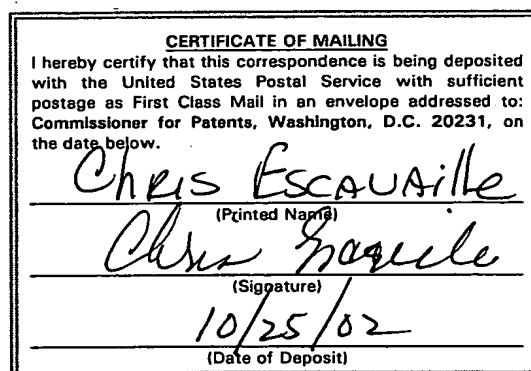 CERTIFICATE OF MAILING
I hereby certify that this correspondence is being deposited
with the United States Postal Service with sufficient
postage as First Class Mail in an envelope addressed to:
Commissioner for Patents, Washington, D.C. 20231, on
the date below.
Chris Escavaille
(Printed Name)
Chris
(Signature)
10/25/02
(Date of Deposit)